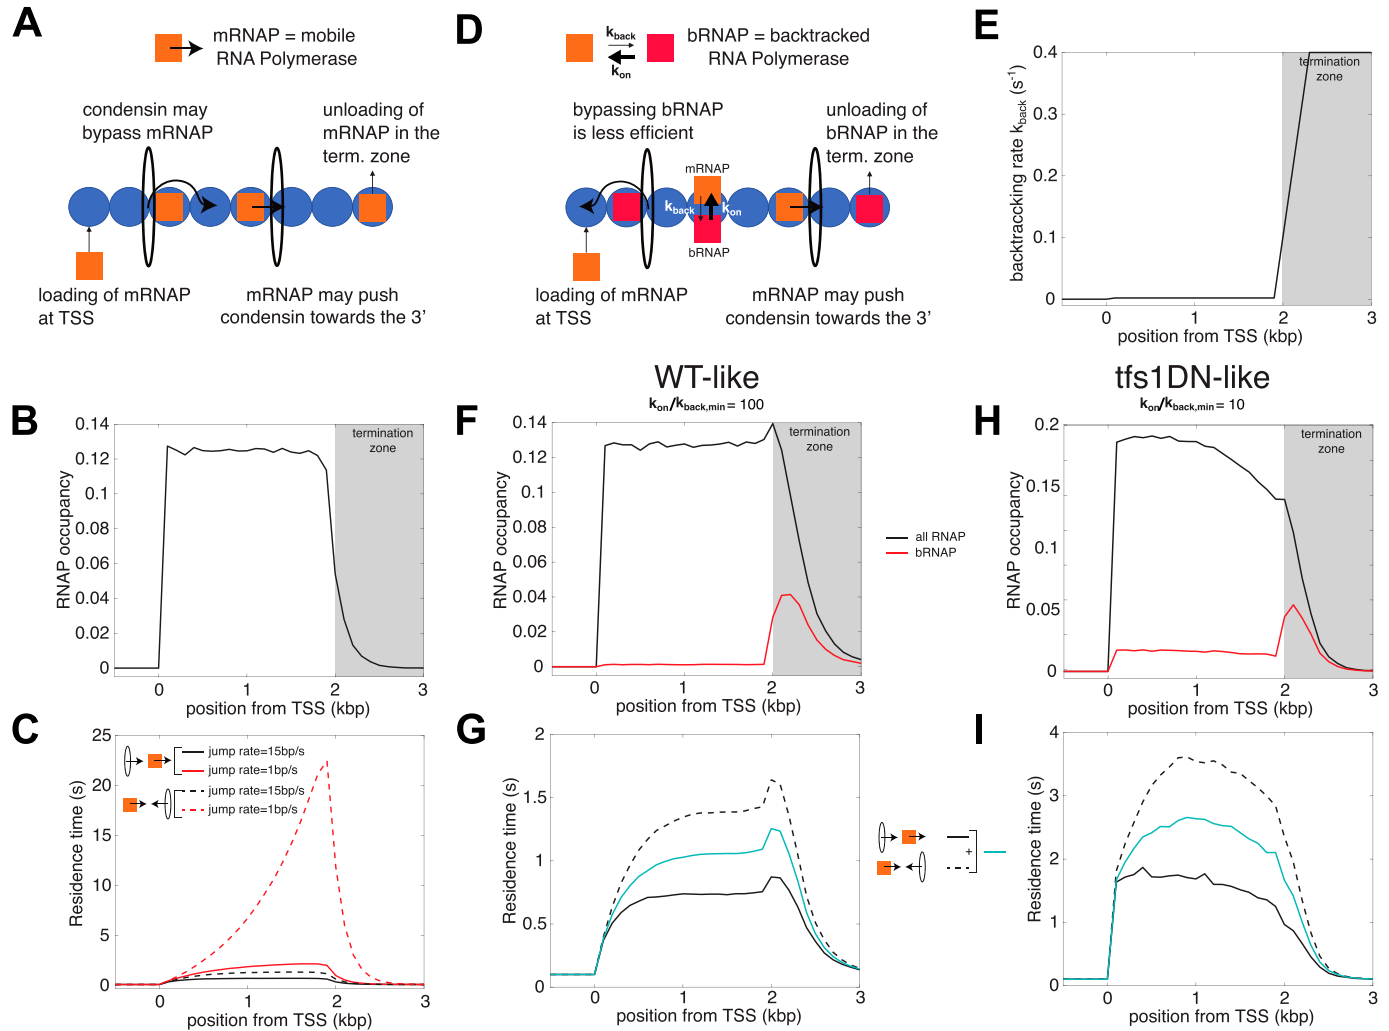 A
mRNAP = mobile
RNA Polymerase
condensin may
bypass mRNAP
unloading of
mRNAP in the
term. zone
loading of mRNAP
at TSS
mRNAP may push
condensin towards the 3'
D
kback
kon
bRNAP = backtracked
RNA Polymerase
bypassing bRNAP
is less efficient
unloading of
bRNAP in the
term. zone
mRNAP
kback
kon
bRNAP
loading of mRNAP
at TSS
mRNAP may push
condensin towards the 3'
E
backtraccking rate kback (s-1)
0.4
0.3
0.2
0.1
0
termination
zone
0
1
2
3
position from TSS (kbp)
B
RNAP occupancy
0.14
0.12
0.1
0.08
0.06
0.04
0.02
0
termination
zone
0
1
2
3
position from TSS (kbp)
WT-like
kon/kback,min = 100
F
RNAP occupancy
0.14
0.12
0.1
0.08
0.06
0.04
0.02
0
termination
zone
0
1
2
3
position from TSS (kbp)
all RNAP
bRNAP
tfs1DN-like
kon/kback,min = 10
H
RNAP occupancy
0.2
0.15
0.1
0.05
0
termination
zone
0
1
2
3
position from TSS (kbp)
C
Residence time (s)
25
20
15
10
5
0
jump rate=15bp/s
jump rate=1bp/s
jump rate=15bp/s
jump rate=1bp/s
0
1
2
3
position from TSS (kbp)
G
Residence time (s)
2
1.5
1
0.5
0
0
1
2
3
position from TSS (kbp)
+
I
Residence time (s)
4
3
2
1
0
0
1
2
3
position from TSS (kbp)